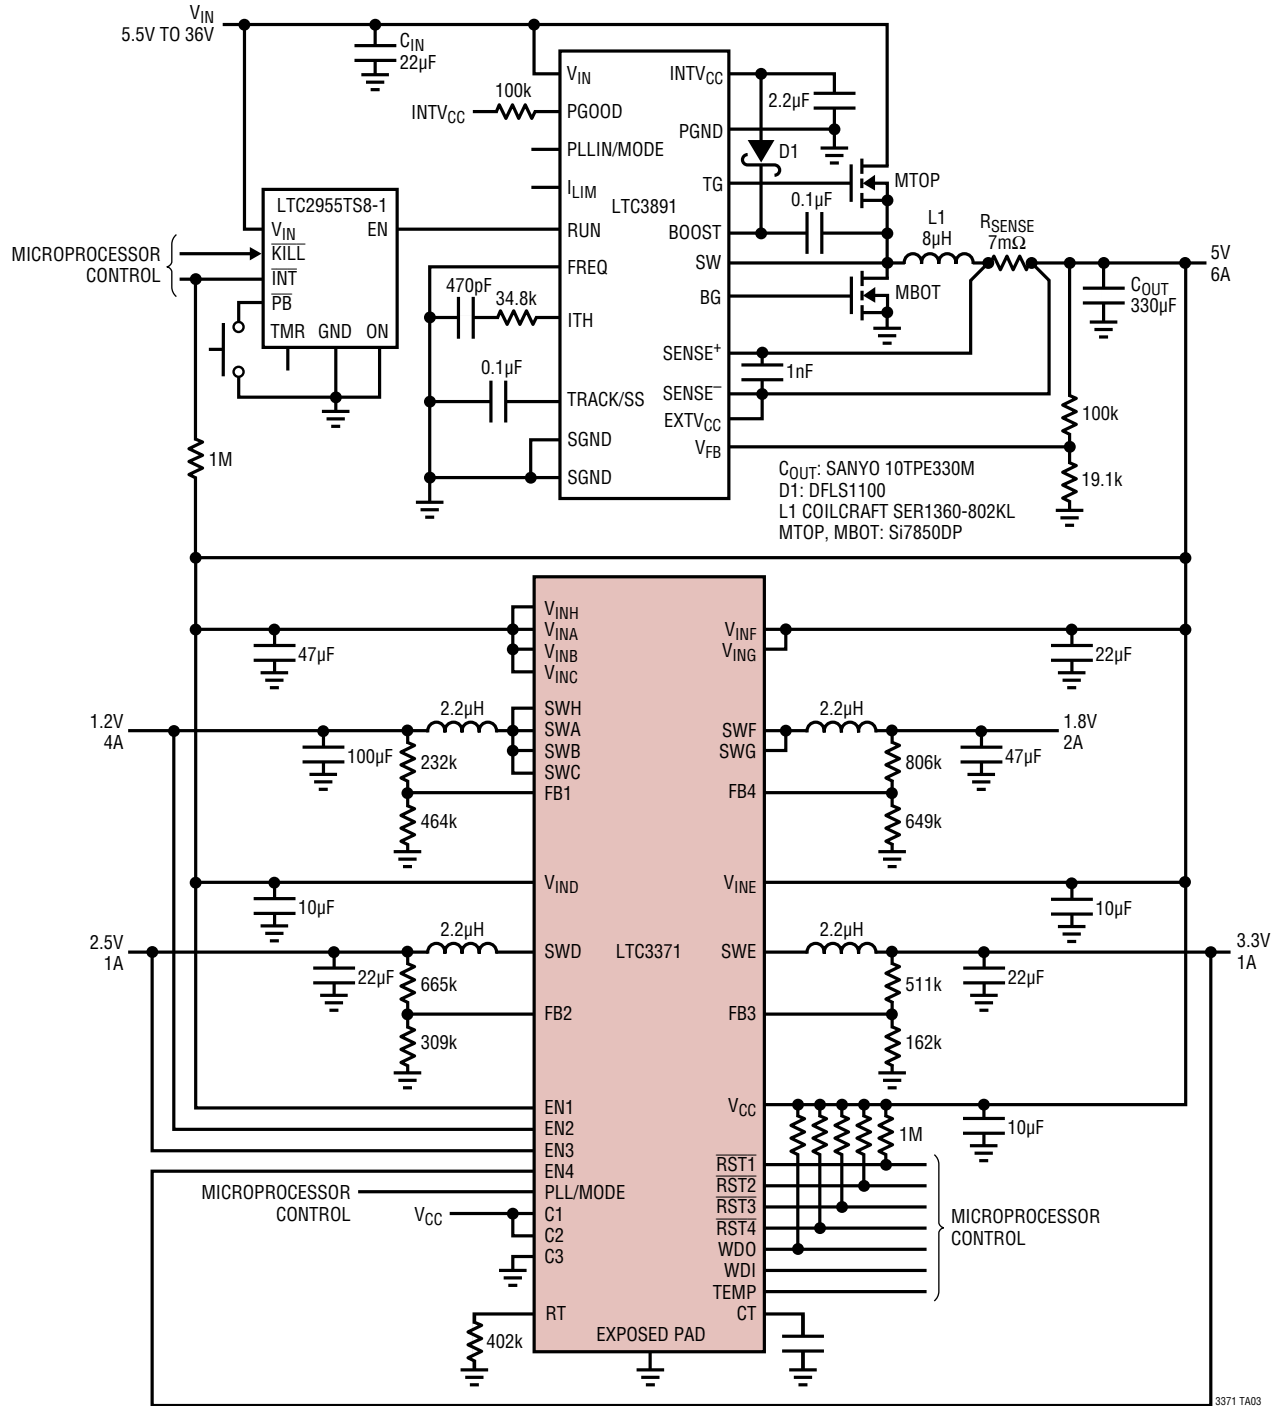 VIN
5.5V TO 36V
CIN
22µF
100k
INTVCC
VIN
PGOOD
PLLIN/MODE
ILIM
RUN
FREQ
ITH
TRACK/SS
SGND
SGND
LTC3891
INTVCC
PGND
TG
BOOST
SW
BG
SENSE+
SENSE–
EXTVCC
VFB
2.2µF
D1
0.1µF
MTOP
MBOT
L1
8µH
RSENSE
7mΩ
5V
6A
COUT
330µF
1nF
100k
19.1k
LTC2955TS8-1
VIN
EN
KILL
INT
PB
TMR
GND
ON
MICROPROCESSOR
CONTROL
470pF
34.8k
0.1µF
1M
COUT: SANYO 10TPE330M
D1: DFLS1100
L1 COILCRAFT SER1360-802KL
MTOP, MBOT: Si7850DP
VINH
VINA
VINB
VINC
47µF
VINF
VING
22µF
1.2V
4A
100µF
2.2µH
232k
464k
SWH
SWA
SWB
SWC
FB1
SWF
SWG
FB4
2.2µH
806k
649k
47µF
1.8V
2A
10µF
VIND
VINE
10µF
2.5V
1A
22µF
2.2µH
665k
309k
SWD
LTC3371
SWE
FB2
FB3
2.2µH
511k
162k
22µF
3.3V
1A
EN1
EN2
EN3
EN4
PLL/MODE
C1
C2
C3
RT
MICROPROCESSOR
CONTROL
VCC
402k
EXPOSED PAD
VCC
RST1
RST2
RST3
RST4
WDO
WDI
TEMP
CT
1M
10µF
MICROPROCESSOR
CONTROL
3371 TA03